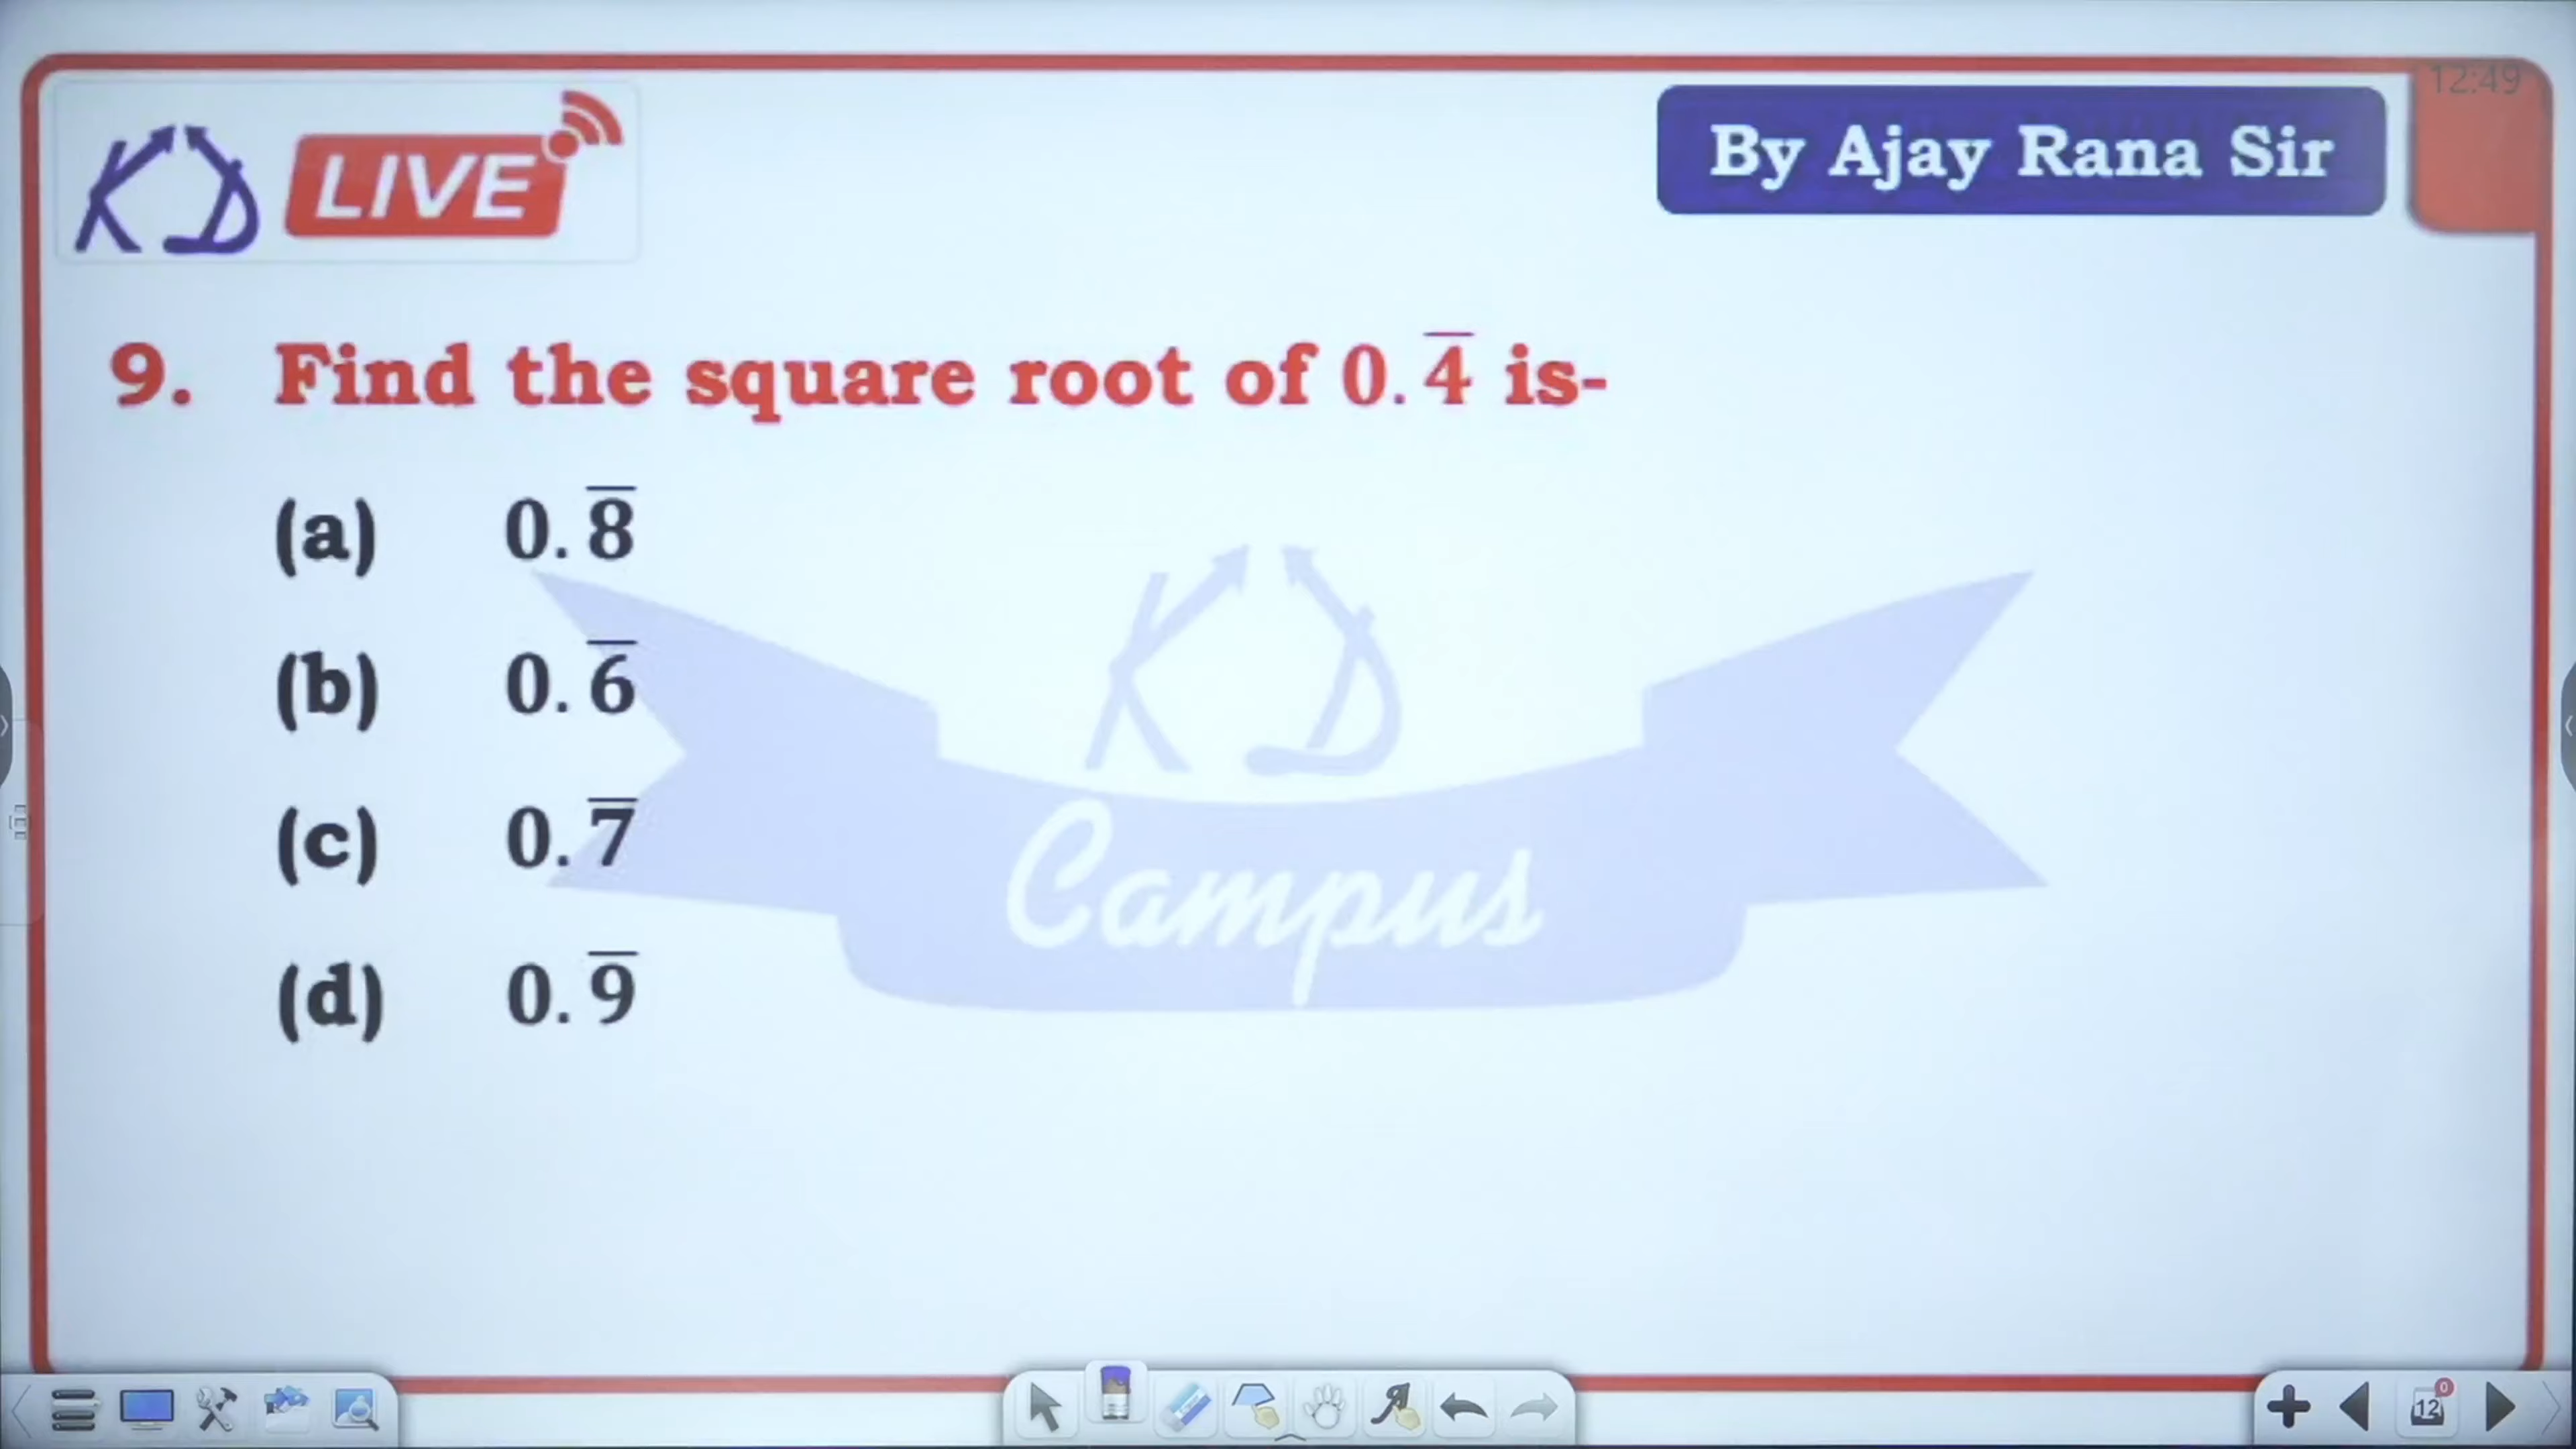 12:49
KD LIVE
By Ajay Rana Sir
9. Find the square root of 0.4̅ is-
(a) 0.8̅
(b) 0.6̅
(c) 0.7̅
(d) 0.9̅
KD
Campus
0
12